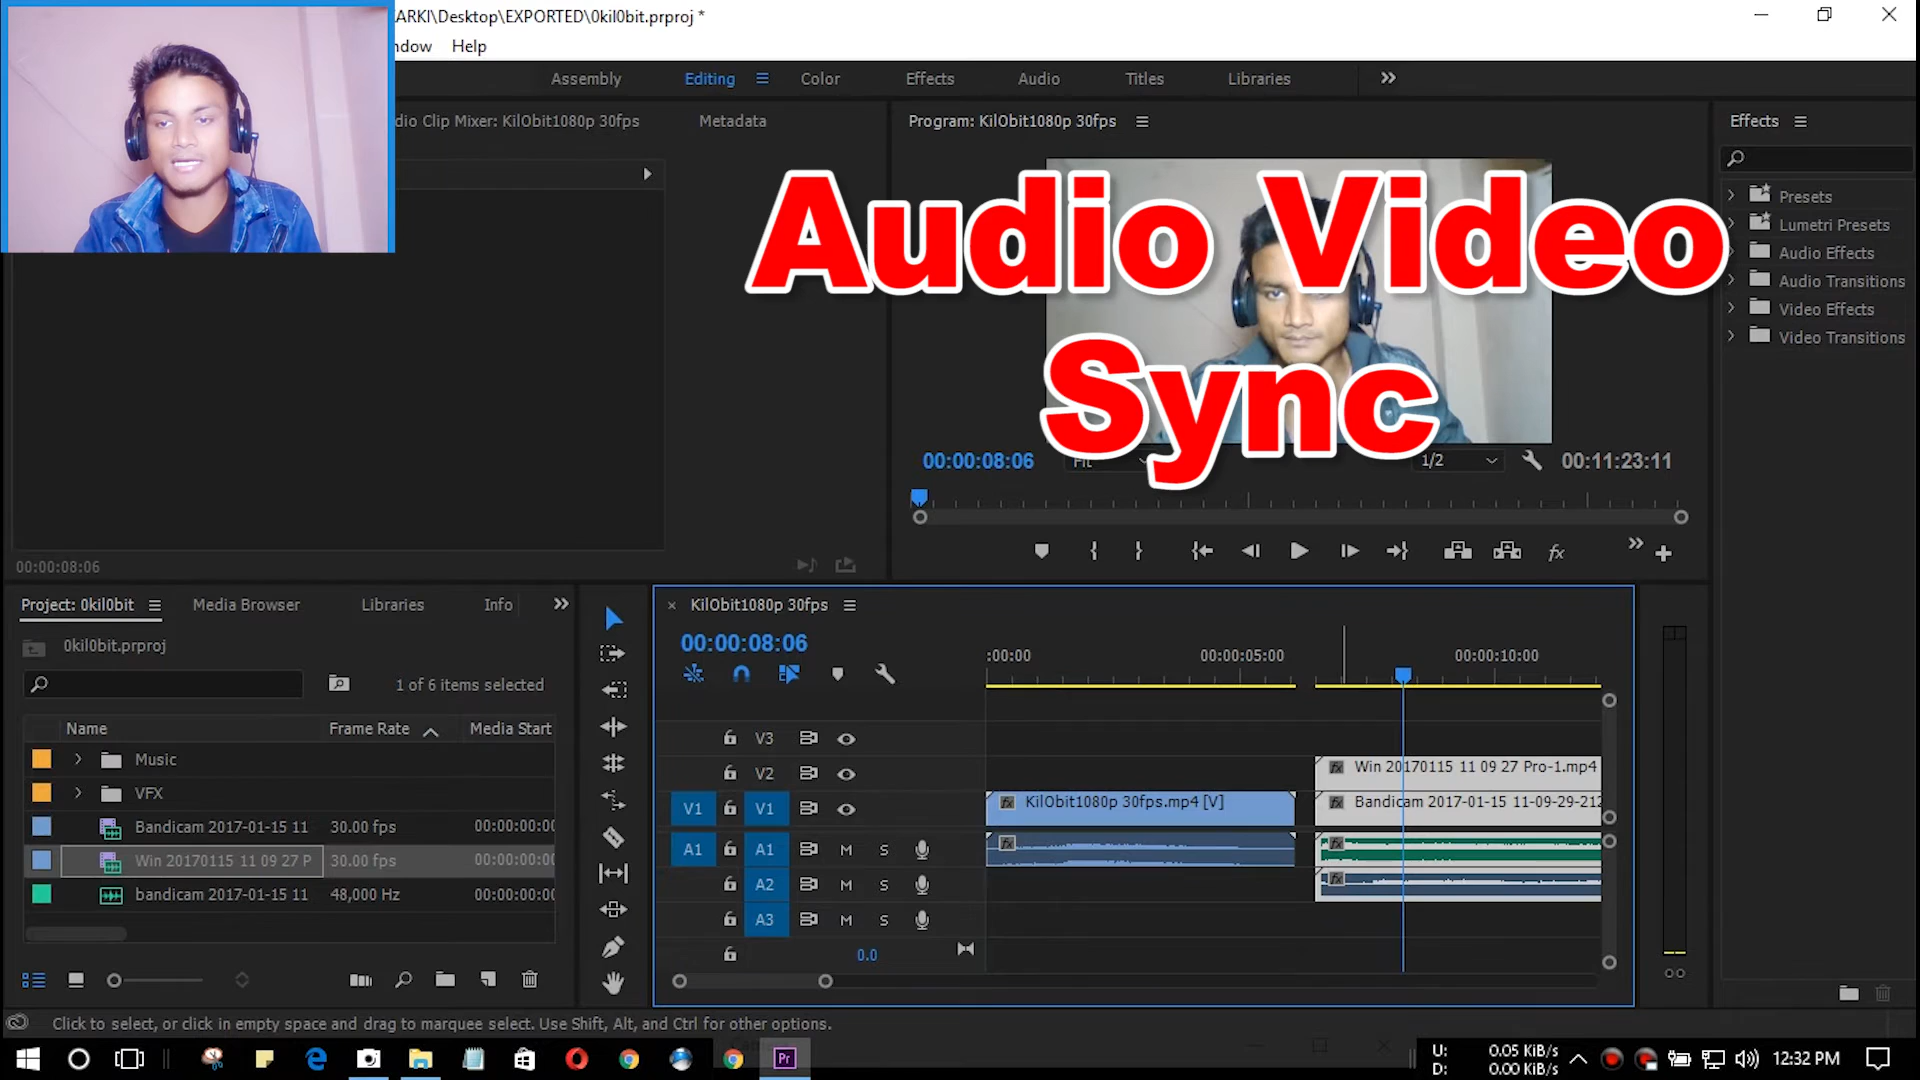 ARKI\Desktop\EXPORTED\0kil0bit.prproj *
ndow Help
Assembly Editing Color Effects Audio Titles Libraries
dio Clip Mixer: KilObit1080p 30fps Metadata
Program: KilObit1080p 30fps
Effects
Audio Video
Sync
Presets
Lumetri Presets
Audio Effects
Audio Transitions
Video Effects
Video Transitions
00:00:08:06 Fit 1/2 00:11:23:11
00:00:08:06
Project: 0kil0bit Media Browser Libraries Info
0kil0bit.prproj
1 of 6 items selected
Name Frame Rate Media Start
Music
VFX
Bandicam 2017-01-15 11 30.00 fps 00:00:00:00
Win 20170115 11 09 27 P 30.00 fps 00:00:00:00
bandicam 2017-01-15 11 48,000 Hz 00:00:00:00
KilObit1080p 30fps
00:00:08:06
:00:00 00:00:05:00 00:00:10:00
V3
V2 Win 20170115 11 09 27 Pro-1.mp4
V1 V1 KilObit1080p 30fps.mp4 [V] Bandicam 2017-01-15 11-09-29-212
A1 A1 M S
A2 M S
A3 M S
0.0
Click to select, or click in empty space and drag to marquee select. Use Shift, Alt, and Ctrl for other options.
Pr
U: 0.05 KiB/s
D: 0.00 KiB/s
12:32 PM